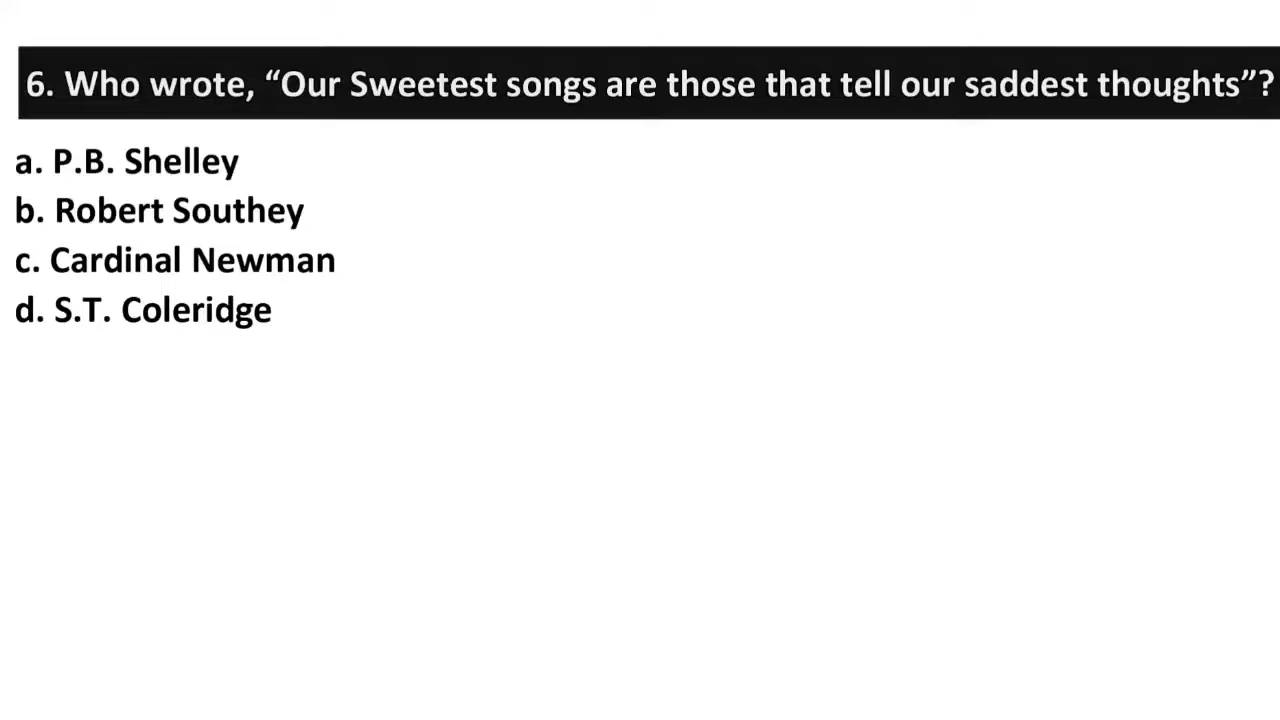 6. Who wrote, “Our Sweetest songs are those that tell our saddest thoughts”?
a. P.B. Shelley
b. Robert Southey
c. Cardinal Newman
d. S.T. Coleridge